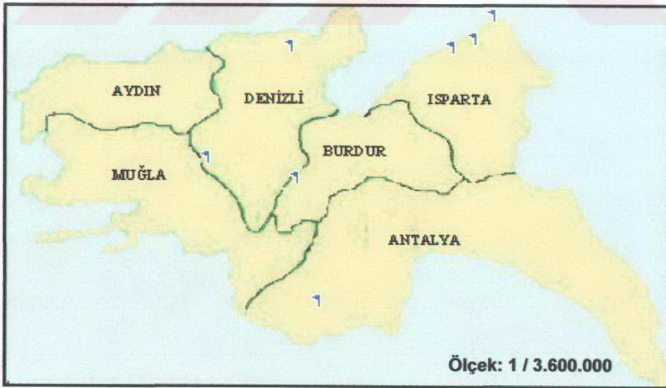 AYDIN
DENİZLİ
ISPARTA
BURDUR
MUĞLA
ANTALYA
Ölçek: 1 / 3.600.000